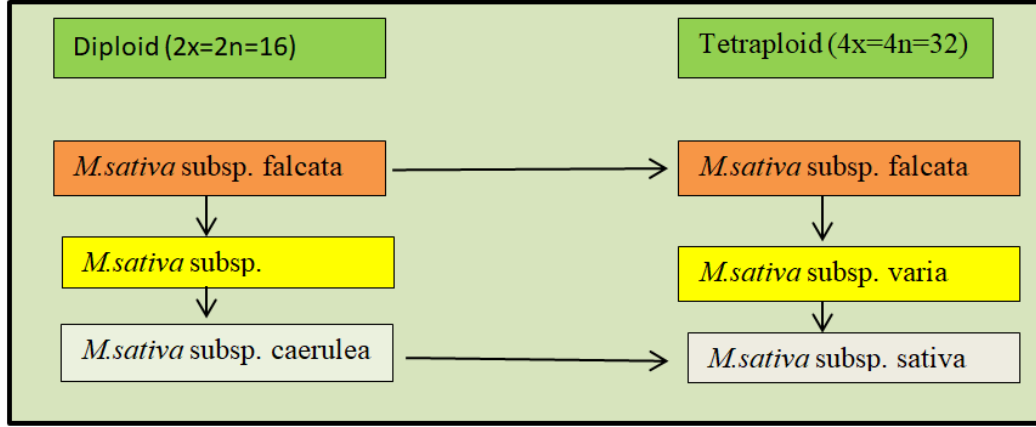 Diploid (2x=2n=16)
Tetraploid (4x=4n=32)
M.sativa subsp. falcata
M.sativa subsp. falcata
M.sativa subsp.
M.sativa subsp. varia
M.sativa subsp. caerulea
M.sativa subsp. sativa